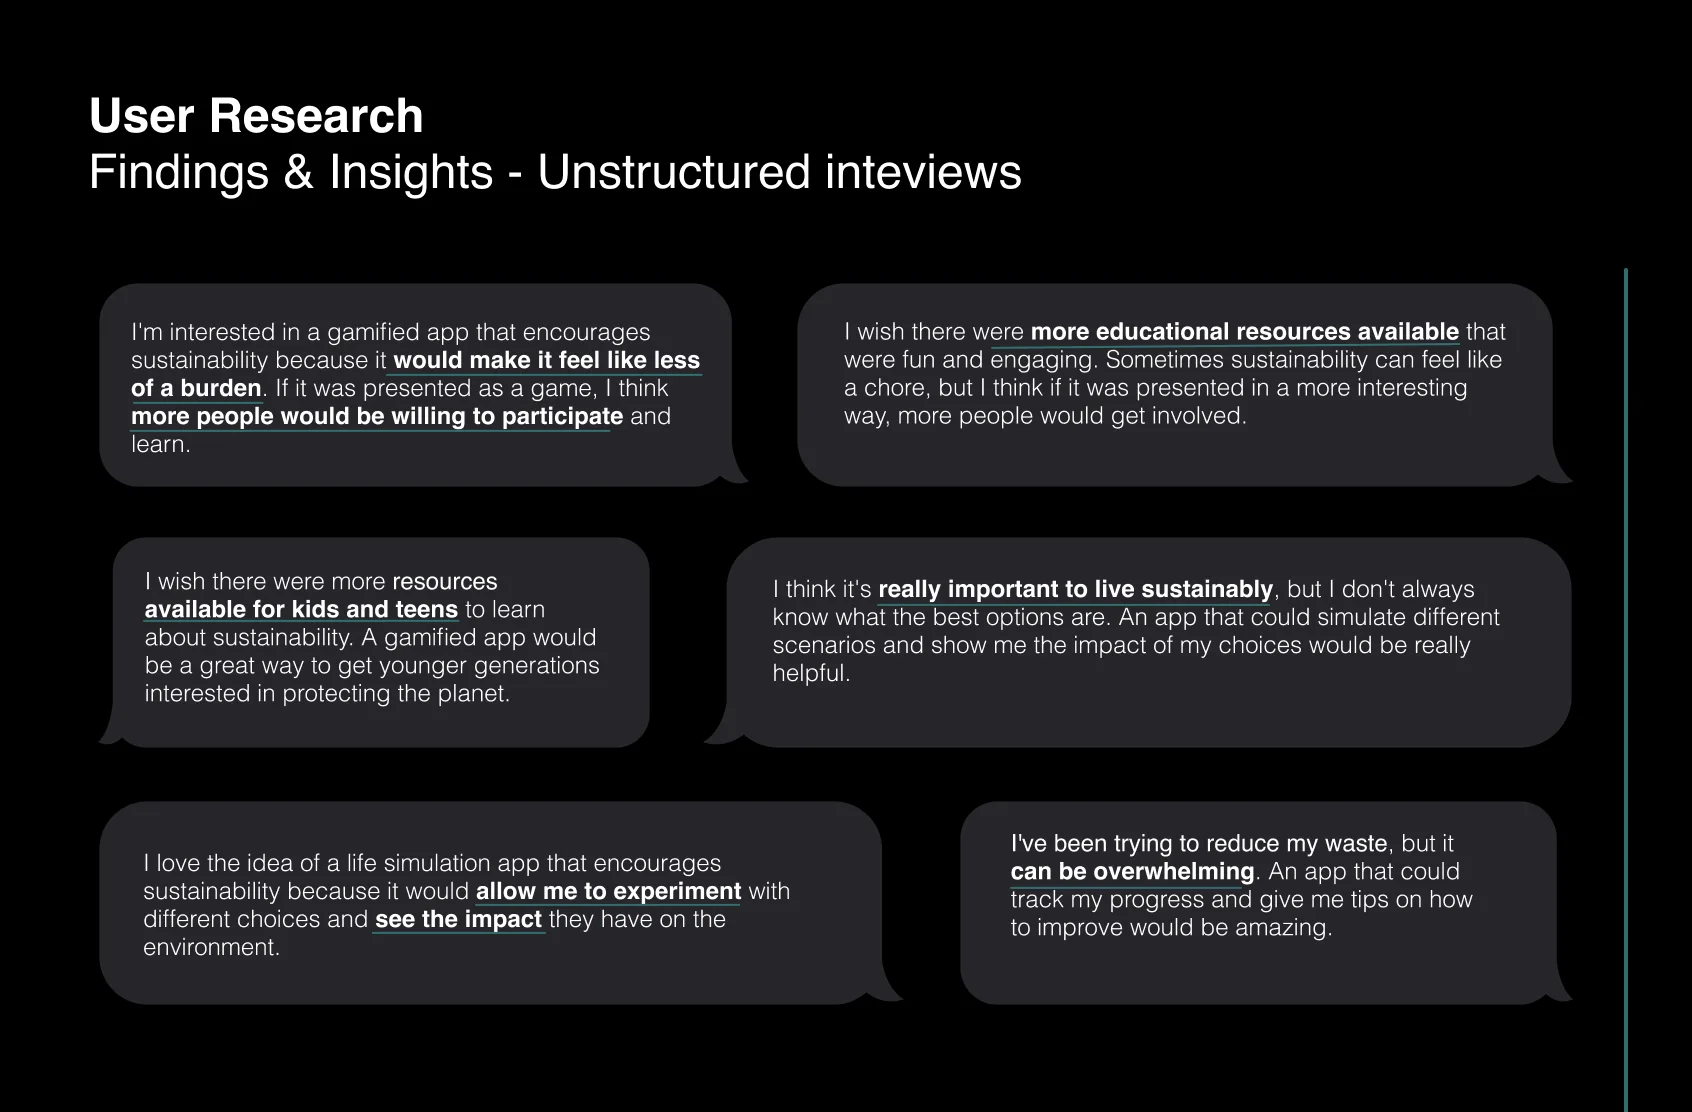 User Research
Findings & Insights - Unstructured inteviews
I'm interested in a gamified app that encourages
sustainability because it would make it feel like less
of a burden. If it was presented as a game, I think
more people would be willing to participate and
learn.
I wish there were more educational resources available that
were fun and engaging. Sometimes sustainability can feel like
a chore, but I think if it was presented in a more interesting
way, more people would get involved.
I wish there were more resources
available for kids and teens to learn
about sustainability. A gamified app would
be a great way to get younger generations
interested in protecting the planet.
I think it's really important to live sustainably, but I don't always
know what the best options are. An app that could simulate different
scenarios and show me the impact of my choices would be really
helpful.
I love the idea of a life simulation app that encourages
sustainability because it would allow me to experiment with
different choices and see the impact they have on the
environment.
I've been trying to reduce my waste, but it
can be overwhelming. An app that could
track my progress and give me tips on how
to improve would be amazing.